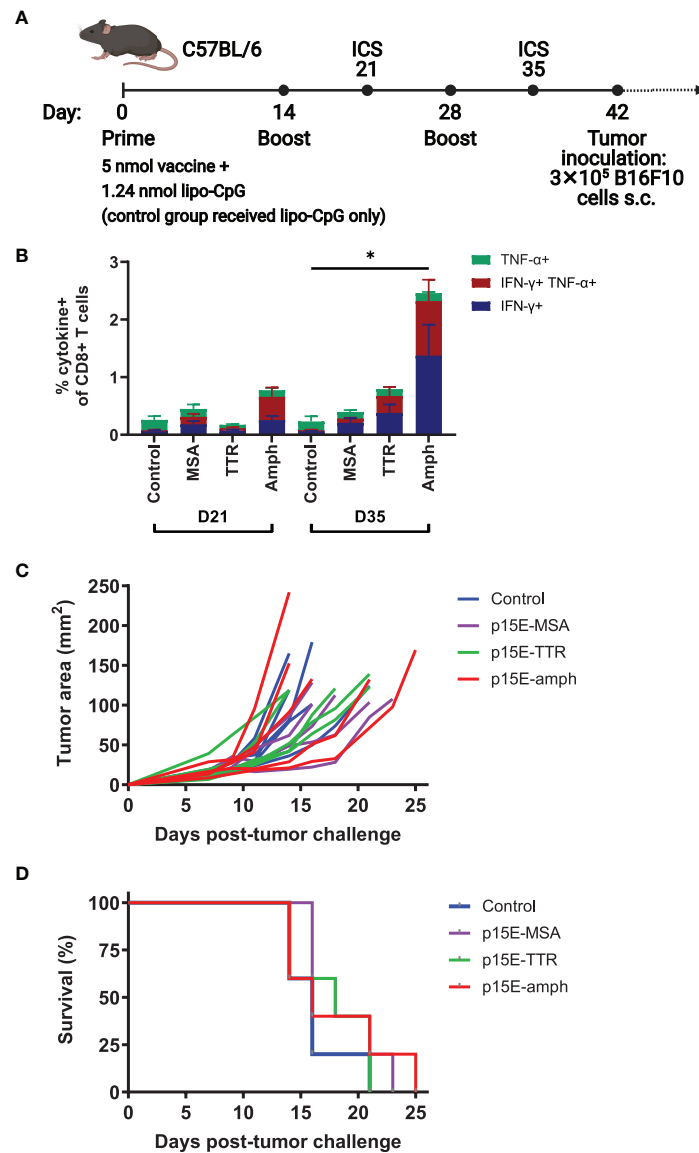 A
C57BL/6
ICS
21
ICS
35
Day:
0
14
28
42
Prime
Boost
Boost
Tumor
inoculation:
3×10⁵ B16F10
cells s.c.
5 nmol vaccine +
1.24 nmol lipo-CpG
(control group received lipo-CpG only)
B
% cytokine+
of CD8+ T cells
3
2
1
0
*
TNF-α+
IFN-γ+ TNF-α+
IFN-γ+
Control
MSA
TTR
Amph
Control
MSA
TTR
Amph
D21
D35
C
Tumor area (mm²)
250
200
150
100
50
0
0
5
10
15
20
25
Days post-tumor challenge
Control
p15E-MSA
p15E-TTR
p15E-amph
D
Survival (%)
100
75
50
25
0
0
5
10
15
20
25
Days post-tumor challenge
Control
p15E-MSA
p15E-TTR
p15E-amph